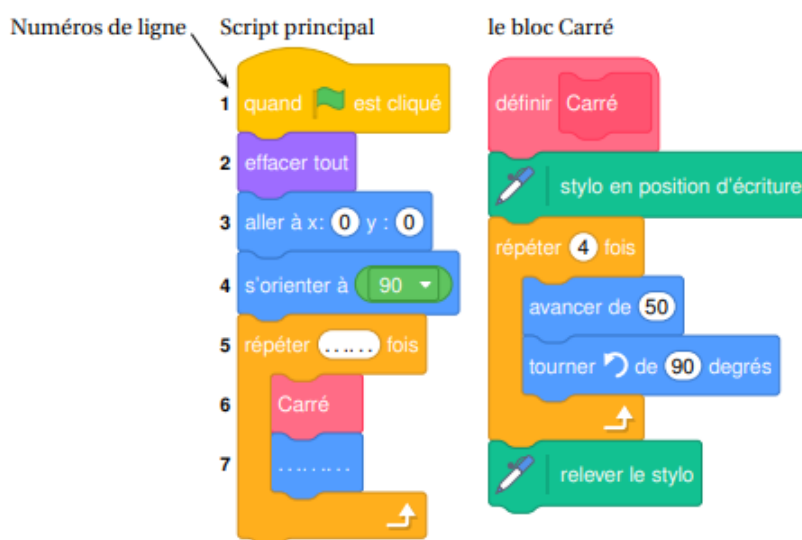 Numéros de ligne
Script principal
1 quand est cliqué
2 effacer tout
3 aller à x: 0 y : 0
4 s'orienter à 90
5 répéter ...... fois
6 Carré
7 .........
le bloc Carré
définir Carré
stylo en position d'écriture
répéter 4 fois
avancer de 50
tourner de 90 degrés
relever le stylo